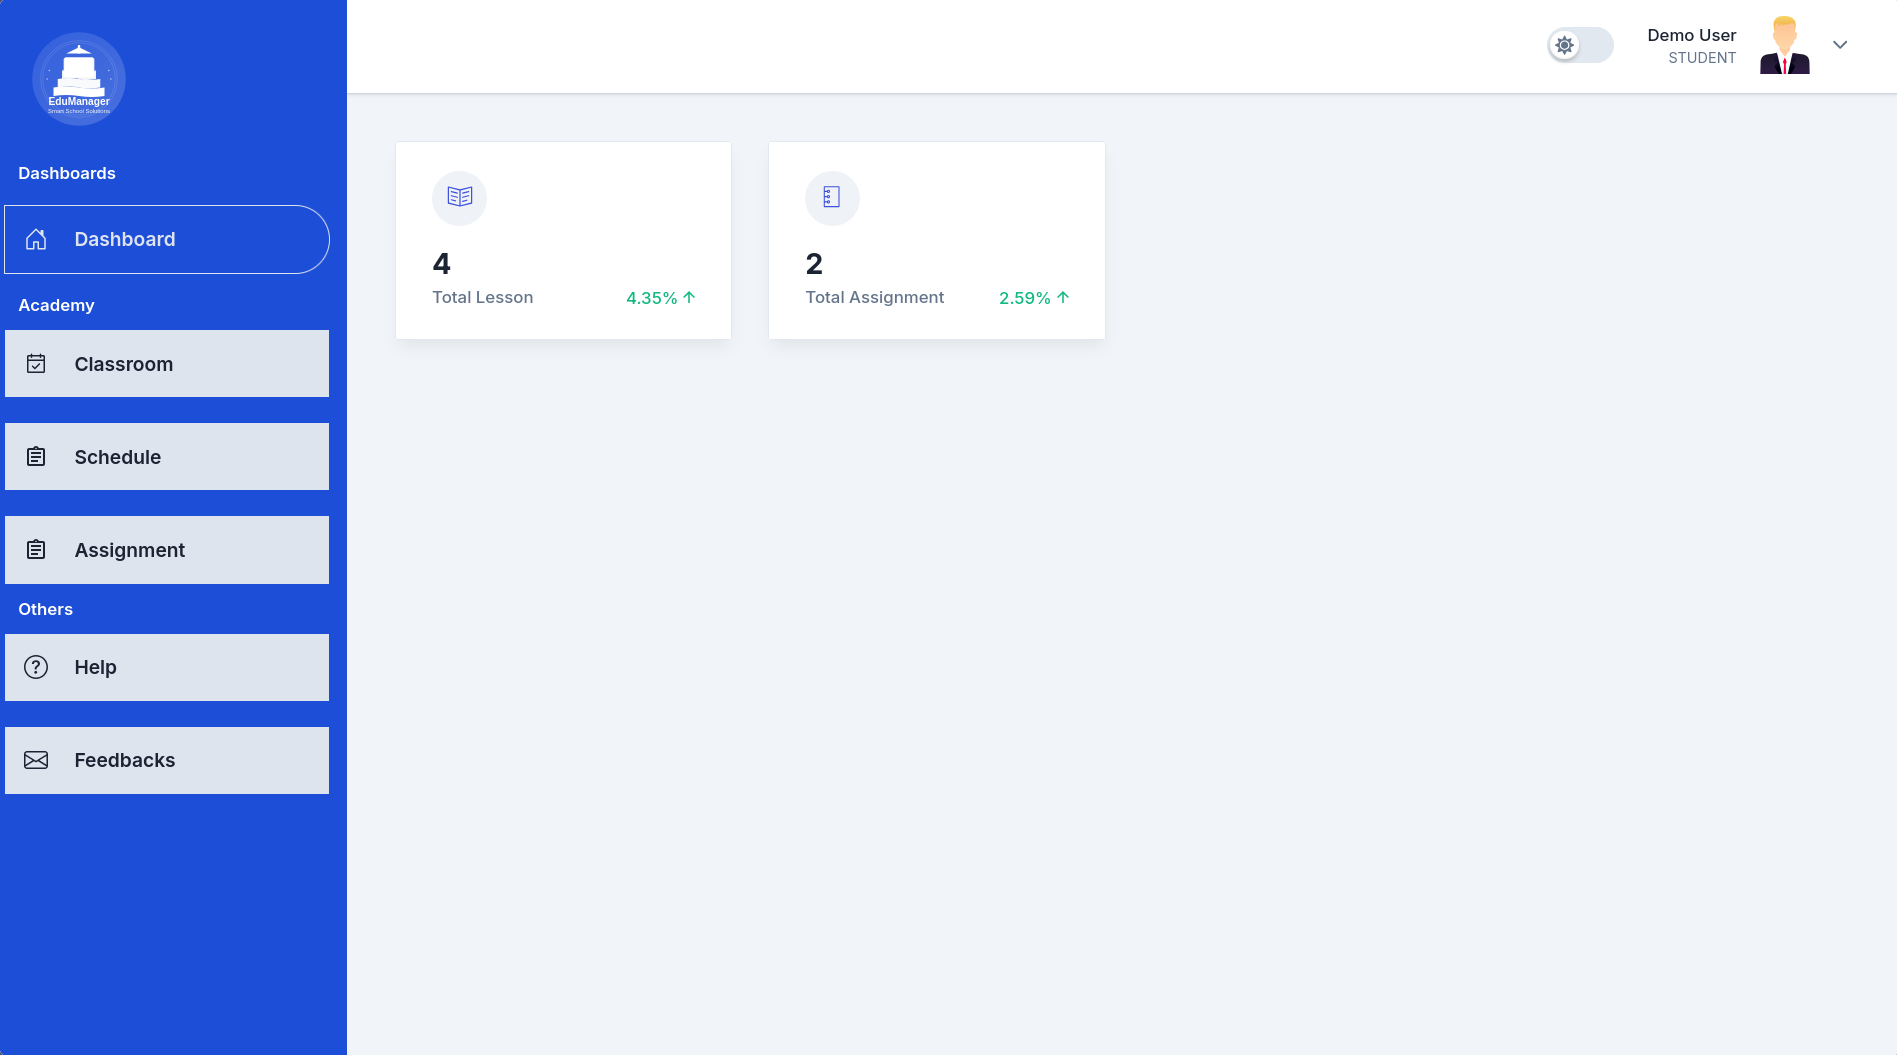 EduManager
Smart School Solutions
Dashboards
Dashboard
Academy
Classroom
Schedule
Assignment
Others
Help
Feedbacks
Demo User
STUDENT
4
Total Lesson
4.35%
2
Total Assignment
2.59%